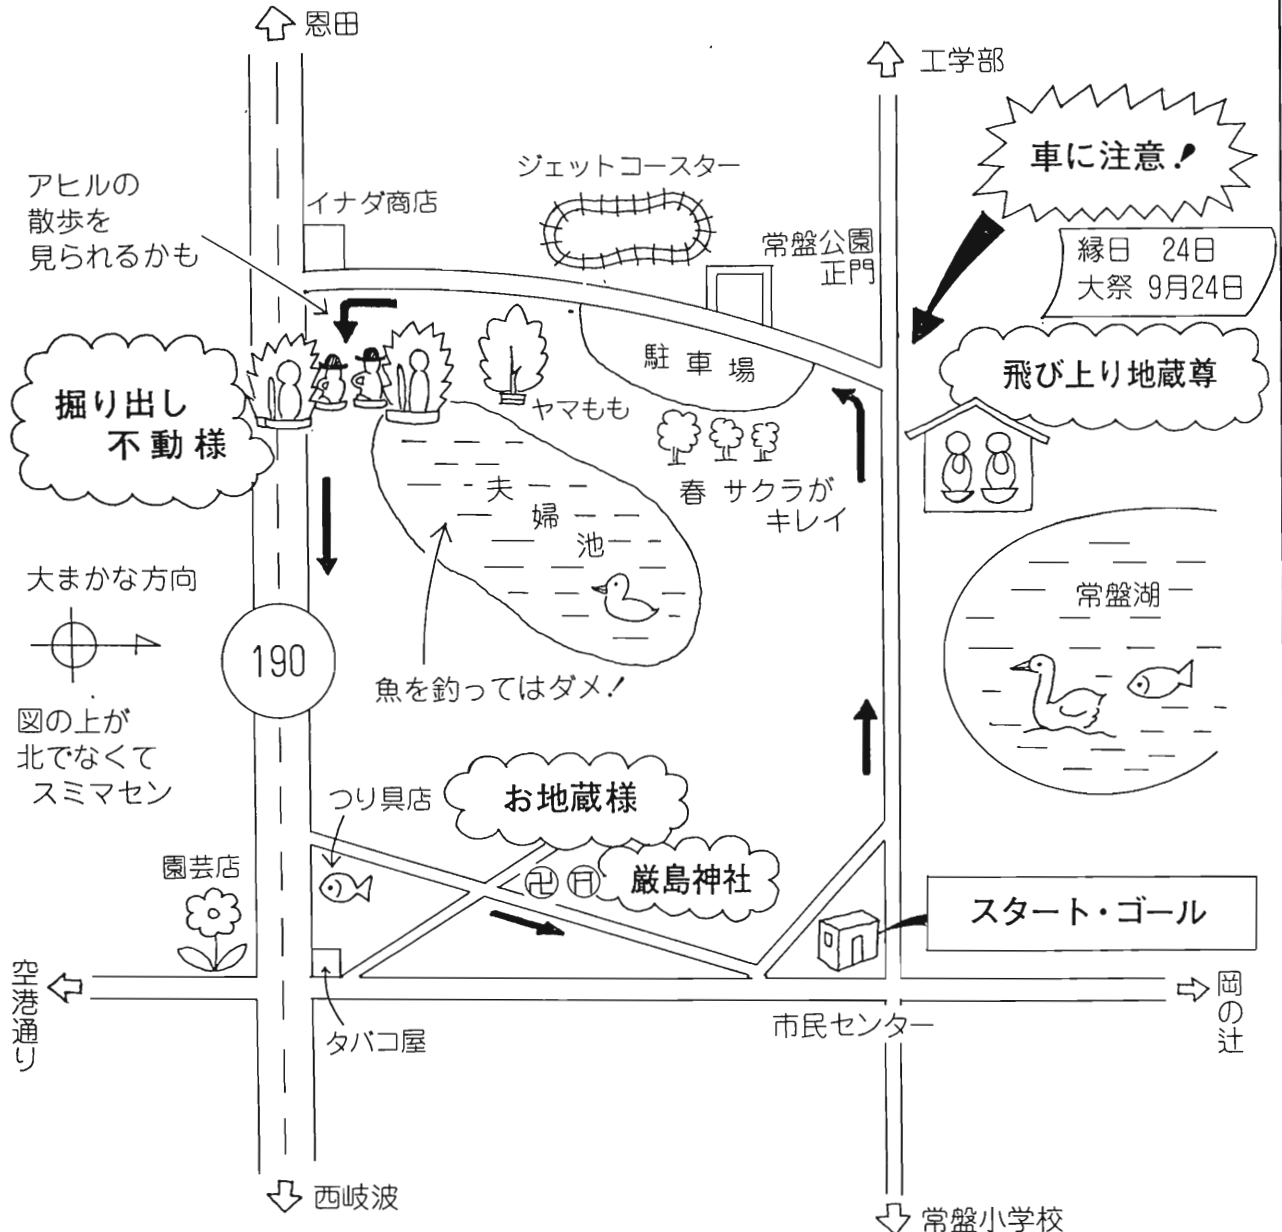 恩田
工学部
車に注意！
ジェットコースター
アヒルの
散歩を
見られるかも
イナダ商店
常盤公園
正門
縁日 24日
大祭 9月24日
駐車場
飛び上り地蔵尊
掘り出し
不動様
ヤマもも
春 サクラが
キレイ
夫
婦
池
大まかな方向
常盤湖
190
魚を釣ってはダメ！
図の上が
北でなくて
スミマセン
つり具店
お地蔵様
園芸店
卍
厳島神社
スタート・ゴール
空港通り
岡の辻
タバコ屋
市民センター
西岐波
常盤小学校